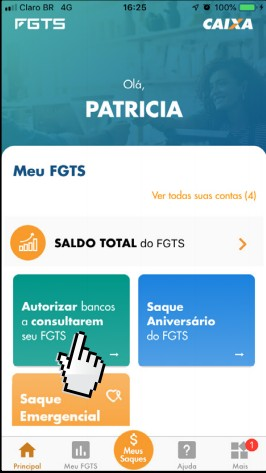 Claro BR 4G 16:25 100%
FGTS CAIXA
Olá,
PATRICIA
Meu FGTS
Ver todas suas contas (4)
SALDO TOTAL do FGTS
Autorizar bancos
a consultarem
seu FGTS
Saque
Aniversário
do FGTS
Saque
Emergencial
$
Meus
Saques
?
1
Principal Meu FGTS Ajuda Mais